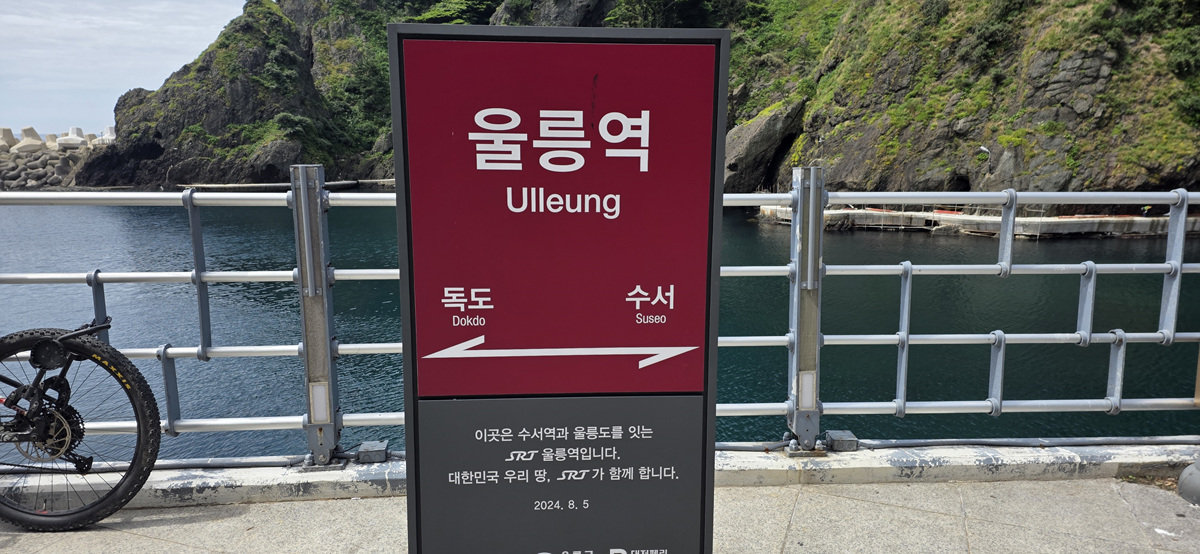 울릉역
Ulleung
독도 수서
Dokdo Suseo
이곳은 수서역과 울릉도를 잇는
SRT 울릉역입니다.
대한민국 우리 땅, SRT가 함께 합니다.
2024. 8. 5
MAXXIS